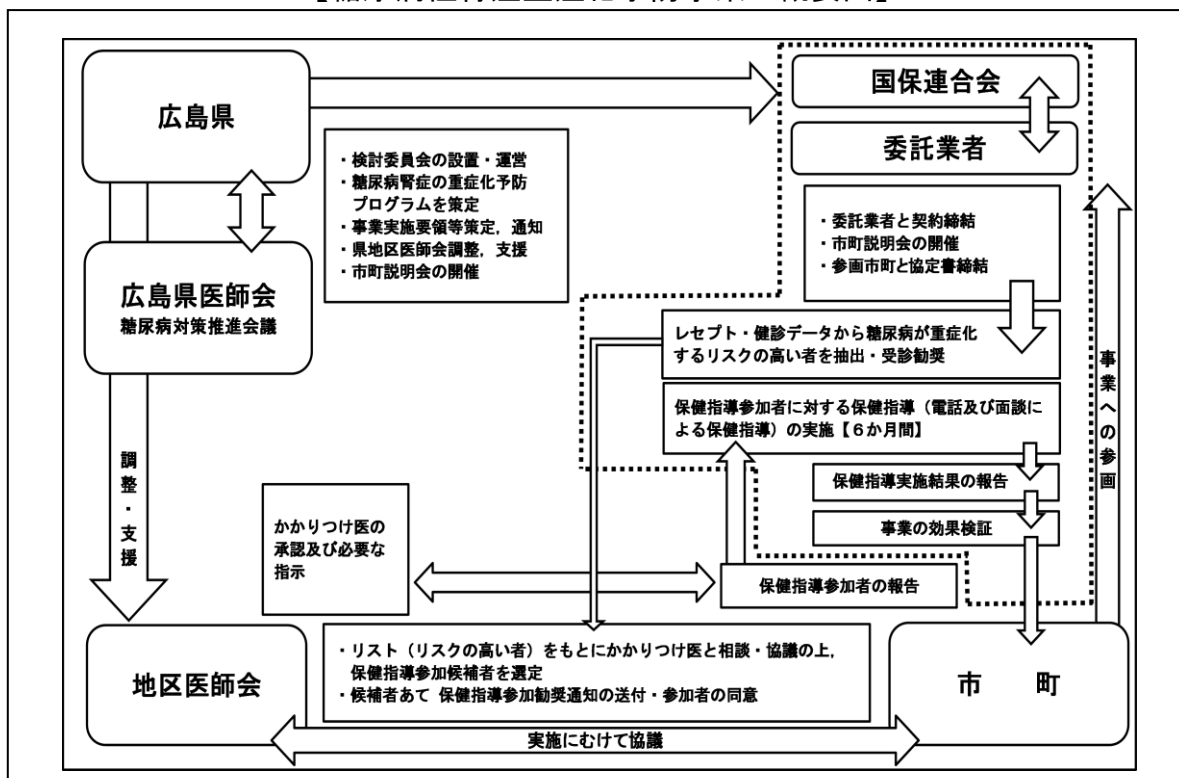 広島県
国保連合会
委託業者
・検討委員会の設置・運営
・糖尿病腎症の重症化予防
プログラムを策定
・事業実施要領等策定，通知
・県地区医師会調整，支援
・市町説明会の開催
・委託業者と契約締結
・市町説明会の開催
・参画市町と協定書締結
広島県医師会
糖尿病対策推進会議
レセプト・健診データから糖尿病が重症化
するリスクの高い者を抽出・受診勧奨
保健指導参加者に対する保健指導（電話及び面談に
よる保健指導）の実施【６か月間】
事業への参画
保健指導実施結果の報告
事業の効果検証
調整・支援
かかりつけ医の
承認及び必要な
指示
保健指導参加者の報告
地区医師会
・リスト（リスクの高い者）をもとにかかりつけ医と相談・協議の上，
保健指導参加候補者を選定
・候補者あて 保健指導参加勧奨通知の送付・参加者の同意
市　町
実施にむけて協議